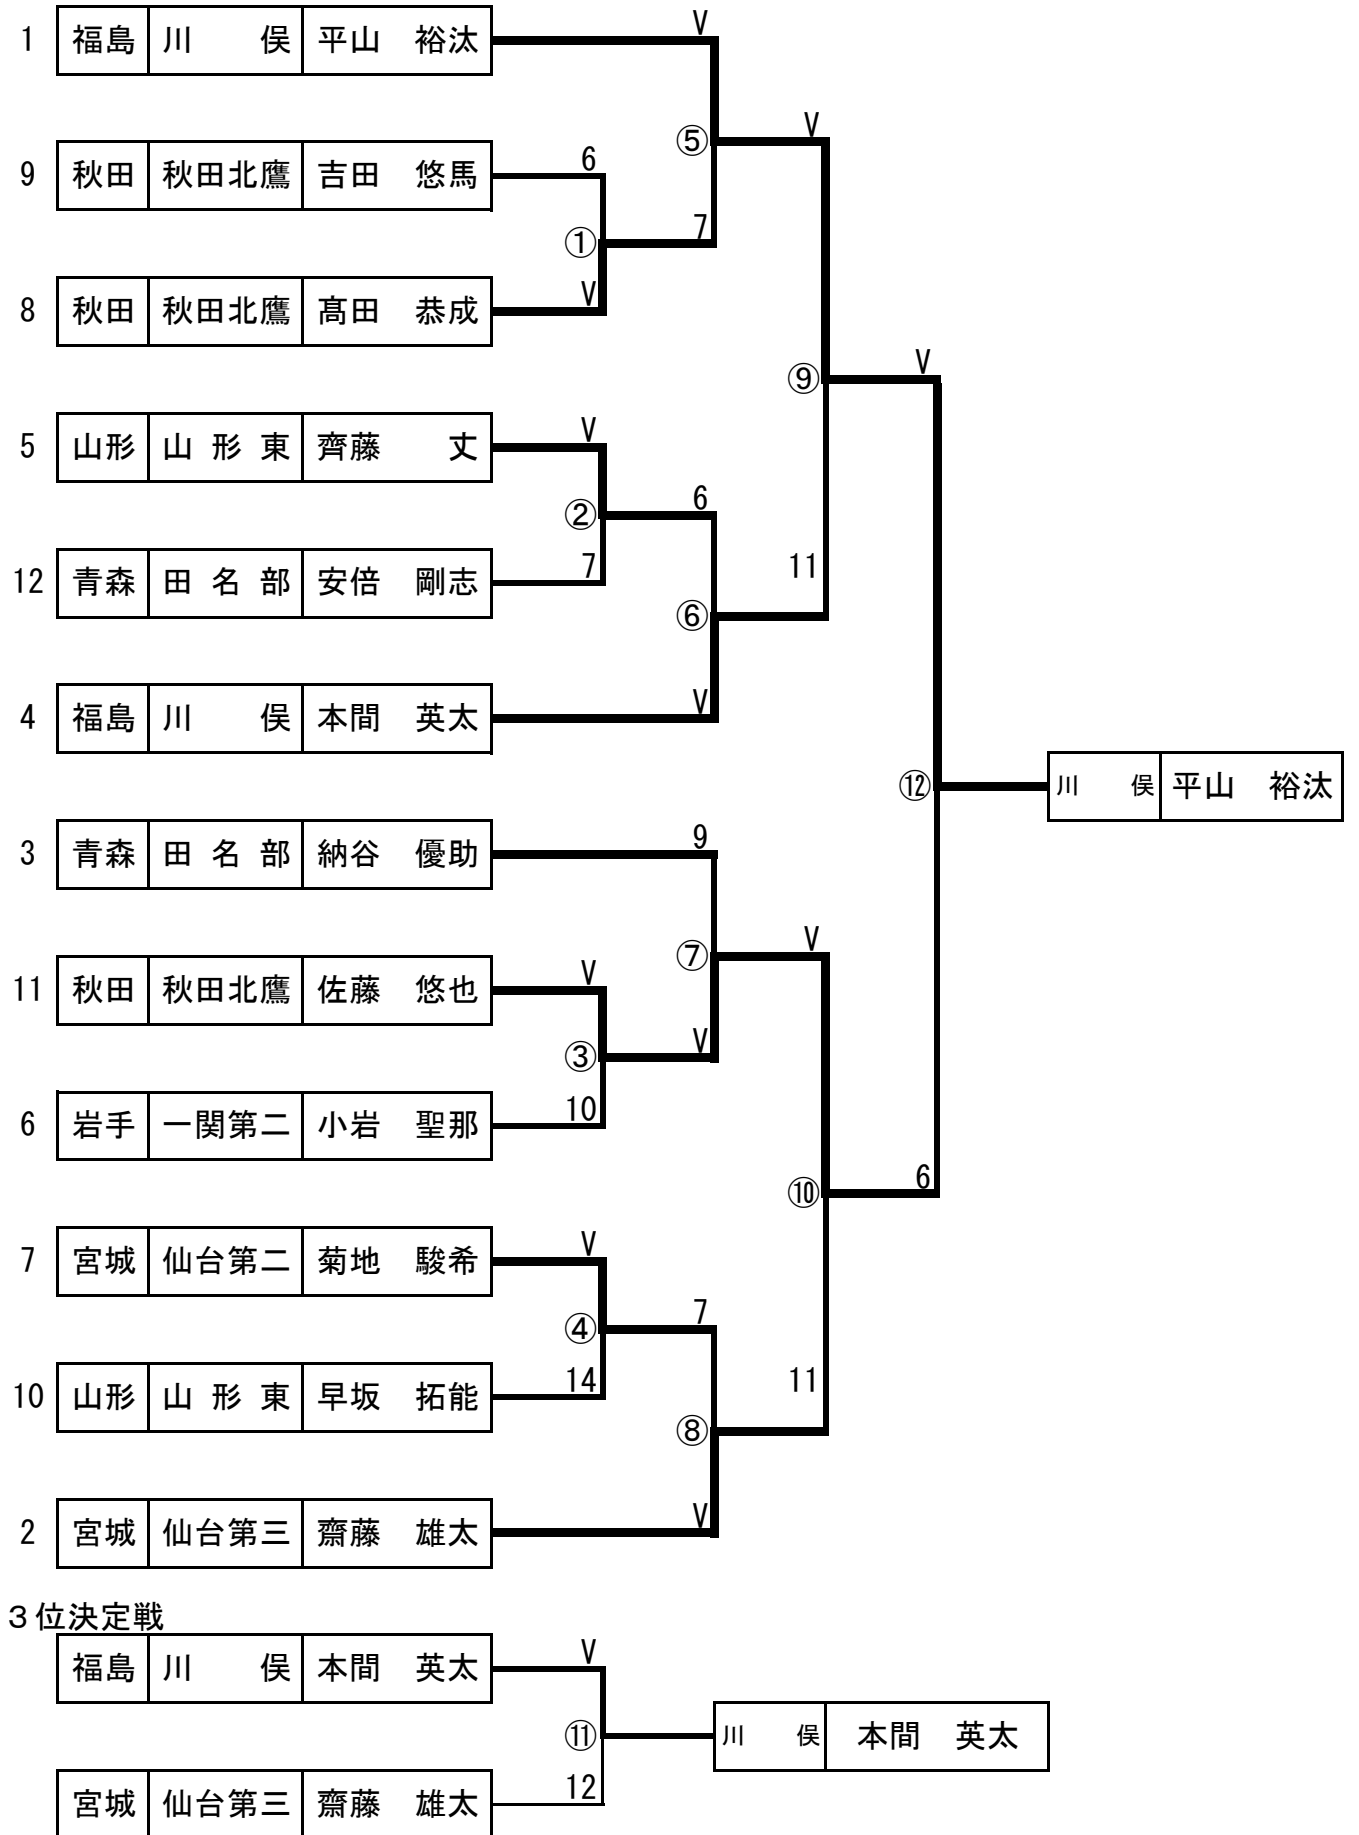 V
1 福島 川　　俣 平山　裕汰
V
⑤
6
9 秋田 秋田北鷹 吉田　悠馬
7
①
V
8 秋田 秋田北鷹 髙田　恭成
V
⑨
V
5 山形 山 形 東 齊藤　　丈
6
②
7 11
12 青森 田 名 部 安倍　剛志
⑥
V
4 福島 川　　俣 本間　英太
⑫ 川　　俣 平山　裕汰
9
3 青森 田 名 部 納谷　優助
V
⑦
V
11 秋田 秋田北鷹 佐藤　悠也
V
③
10
6 岩手 一関第二 小岩　聖那
6
⑩
V
7 宮城 仙台第二 菊地　駿希
7
④
14 11
10 山形 山 形 東 早坂　拓能
⑧
V
2 宮城 仙台第三 齋藤　雄太
３位決定戦
V
福島 川　　俣 本間　英太
⑪ 川　　俣 本間　英太
12
宮城 仙台第三 齋藤　雄太